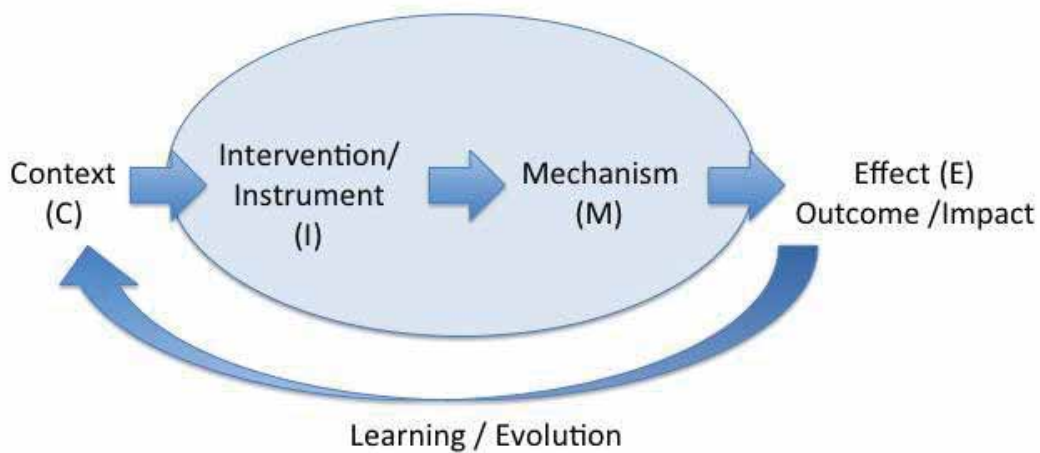 Context
(C)
Intervention/
Instrument
(I)
Mechanism
(M)
Effect (E)
Outcome /Impact
Learning / Evolution